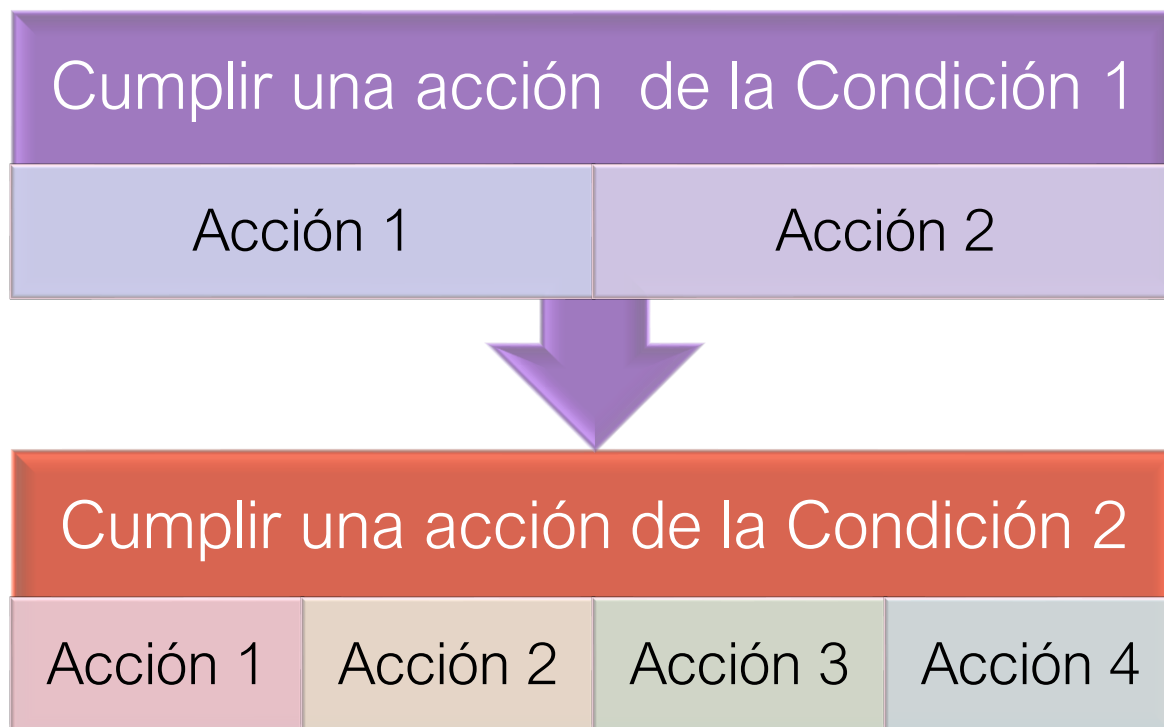 Cumplir una acción  de la Condición 1
Acción 1
Acción 2
Cumplir una acción de la Condición 2
Acción 1
Acción 2
Acción 3
Acción 4